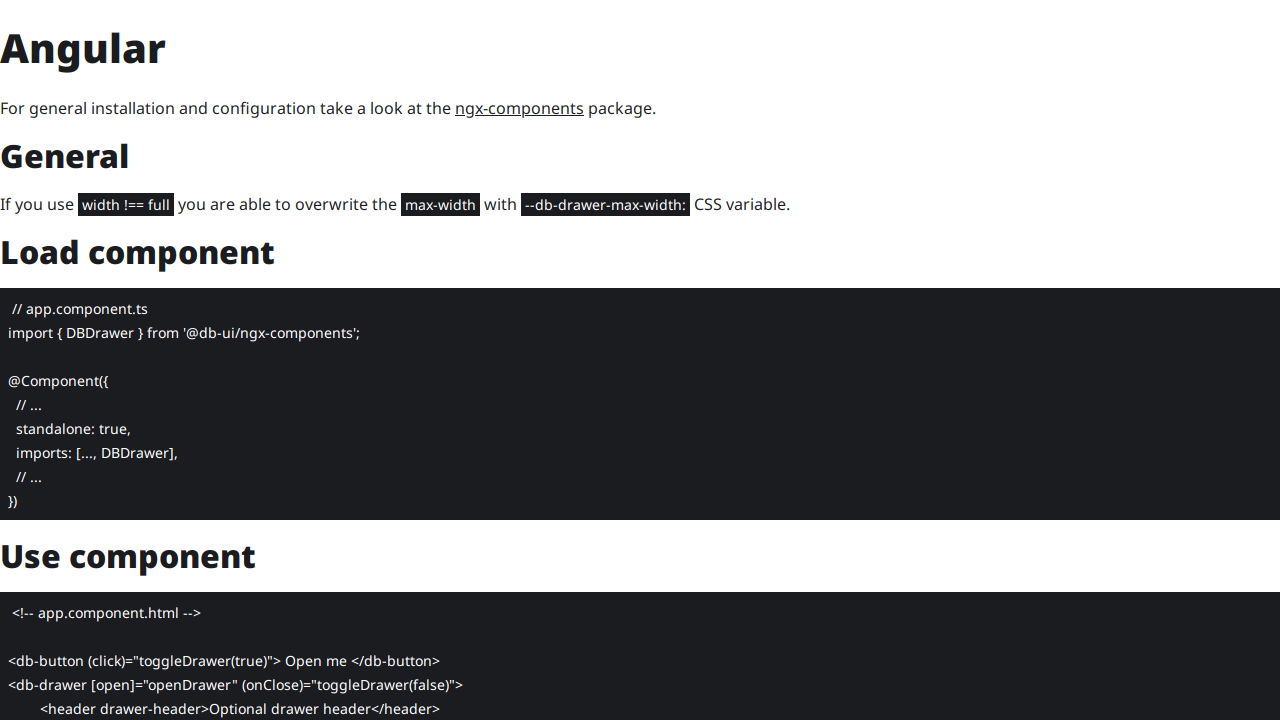 Angular
For general installation and configuration take a look at the ngx-components package.
General
If you use width !== full you are able to overwrite the max-width with --db-drawer-max-width: CSS variable.
Load component
// app.component.ts
import { DBDrawer } from '@db-ui/ngx-components';
@Component({
// ...
standalone: true,
imports: [..., DBDrawer],
// ...
})
Use component
<!-- app.component.html -->
<db-button (click)="toggleDrawer(true)"> Open me </db-button>
<db-drawer [open]="openDrawer" (onClose)="toggleDrawer(false)">
<header drawer-header>Optional drawer header</header>